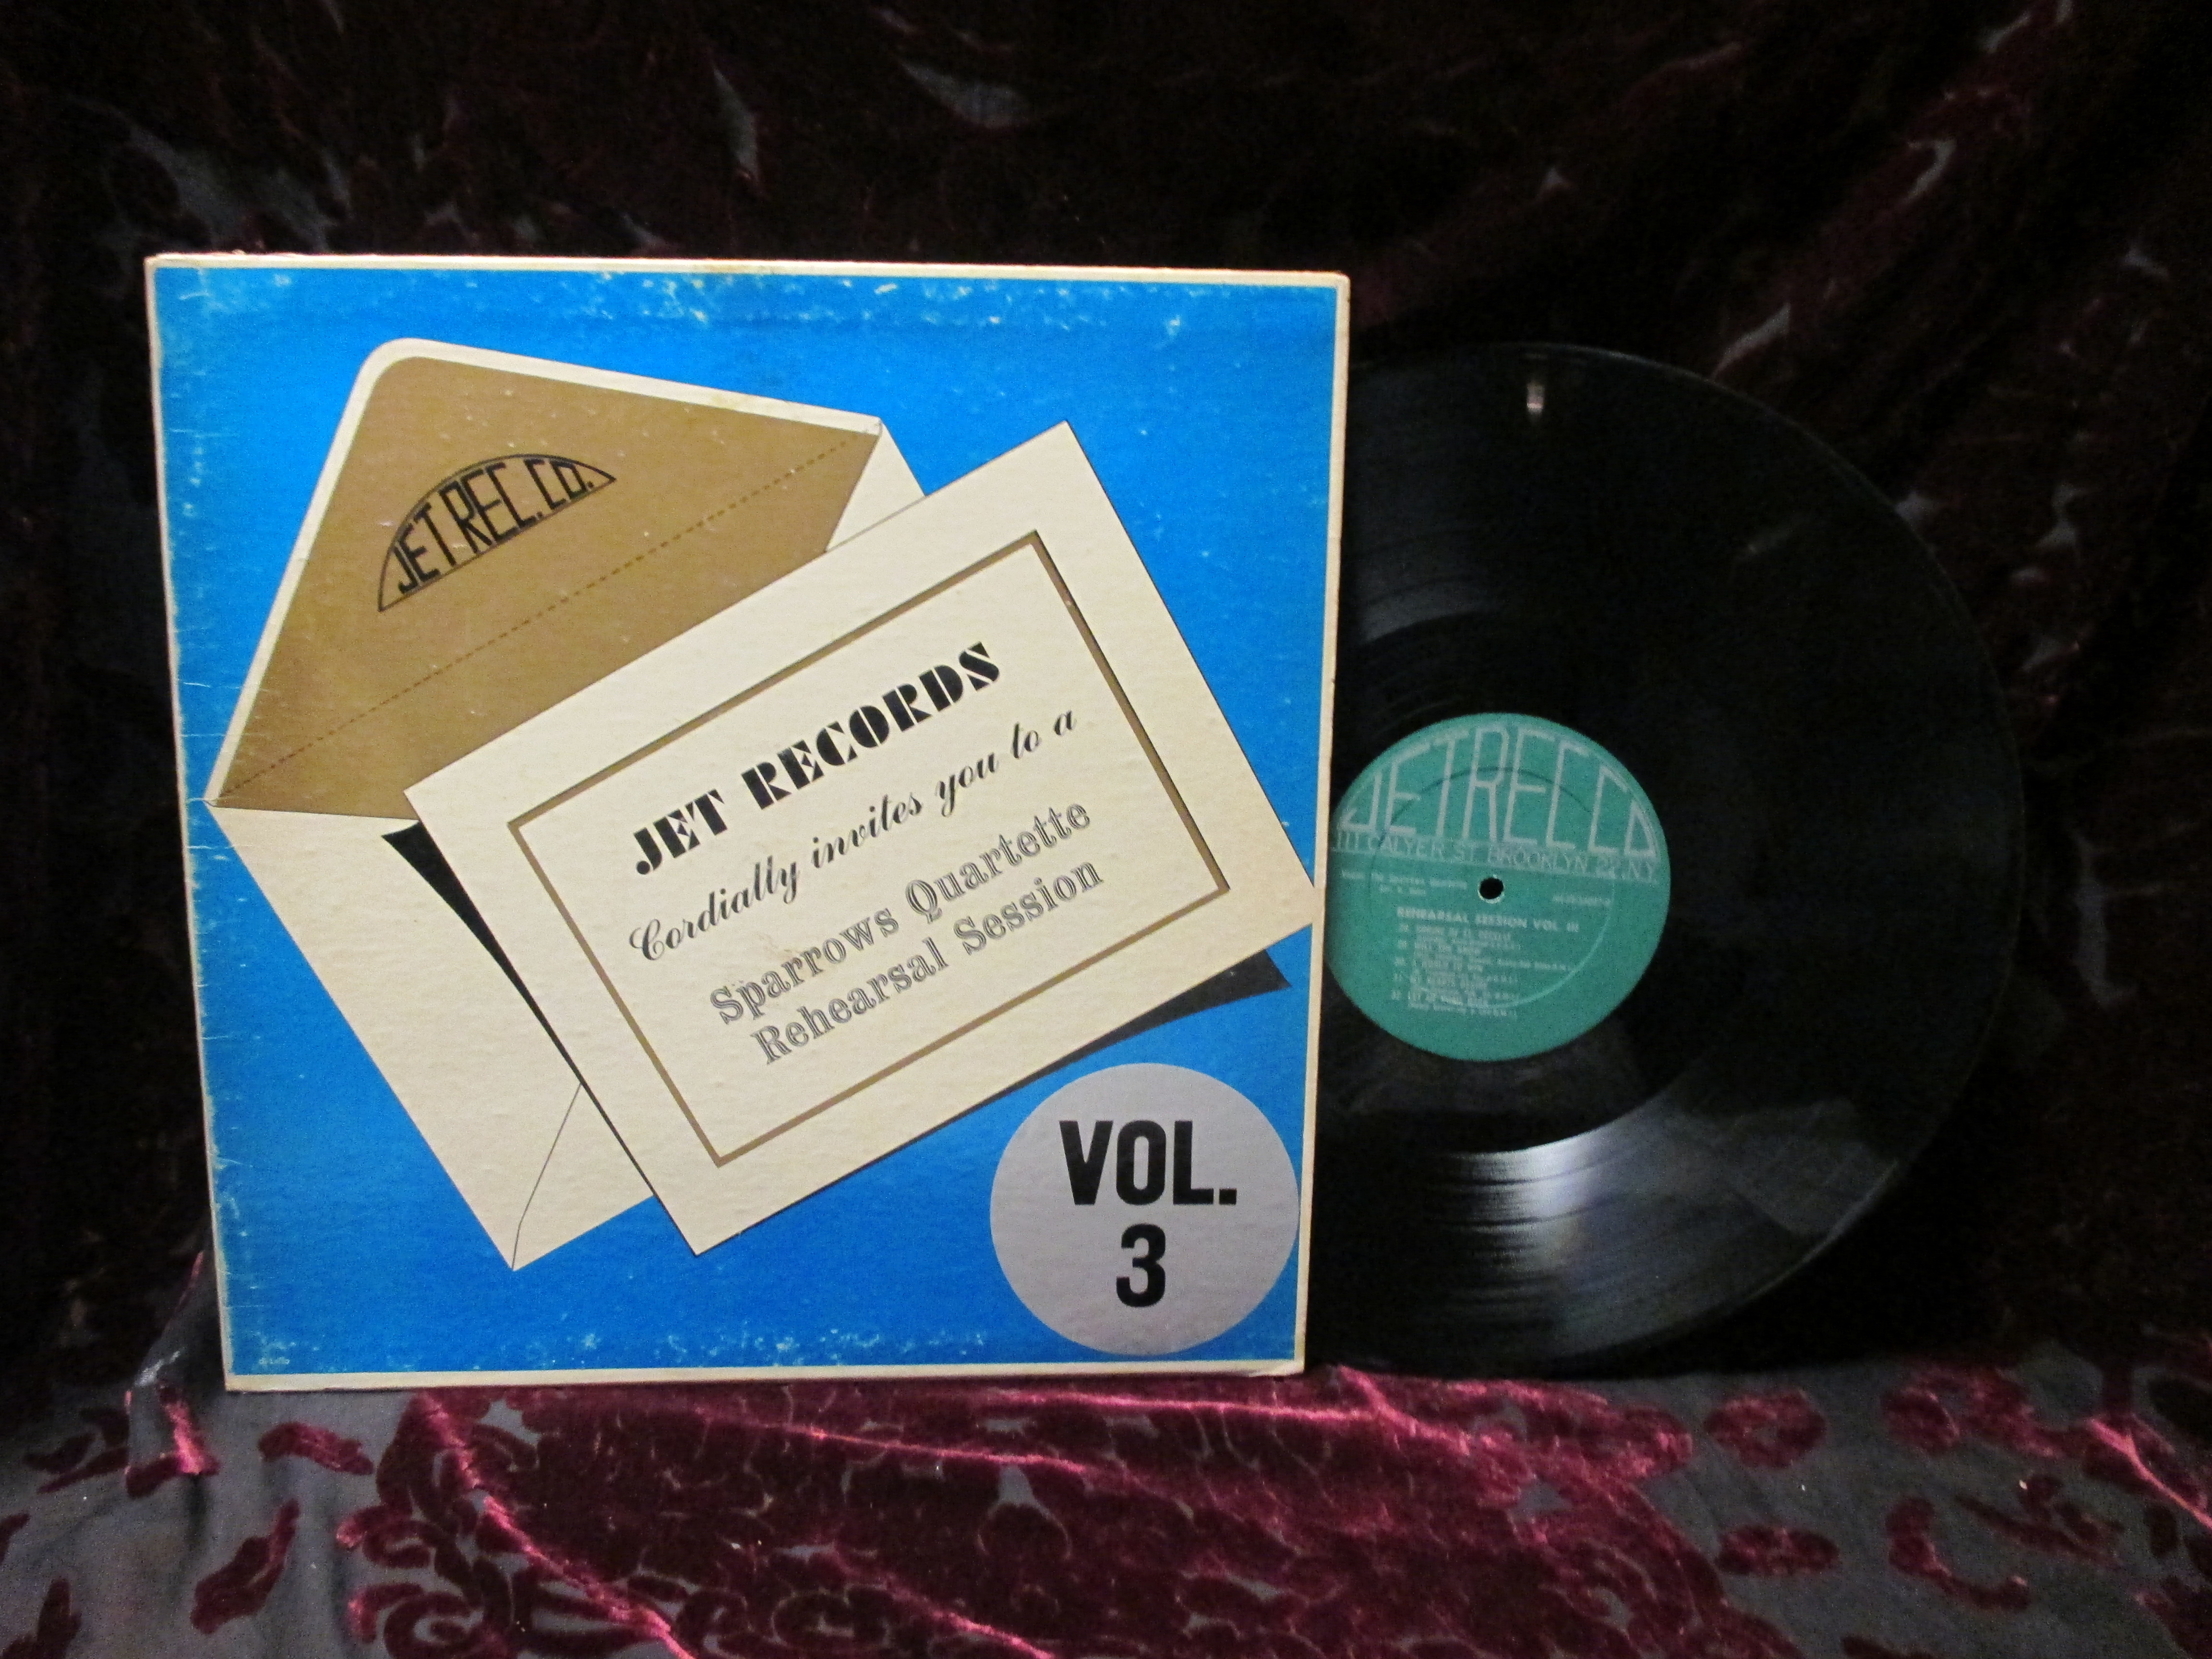 JET REC. CO.
JET RECORDS
Cordially invites you to a
Sparrows Quartette
Rehearsal Session
VOL.
3
JET REC CO
CALYER ST BROOKLYN 22, N.Y.
REHEARSAL SESSION VOL. III